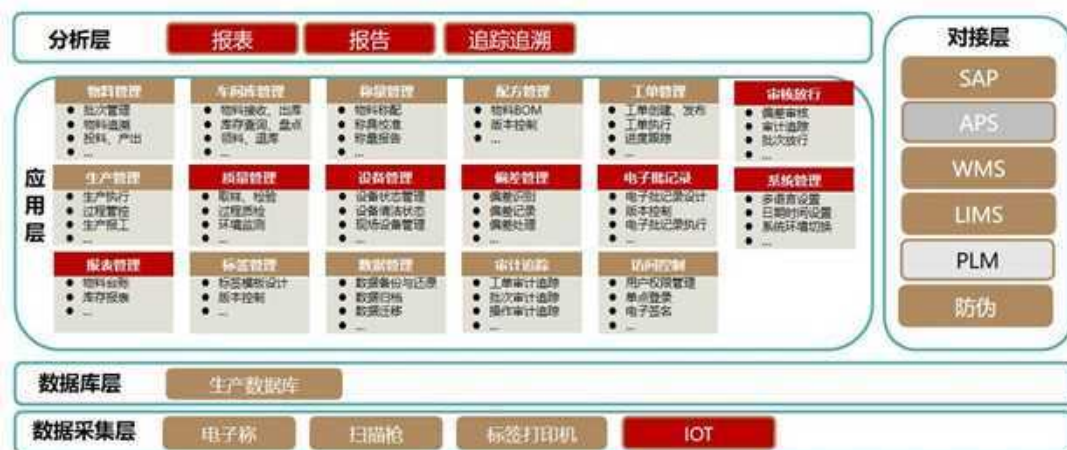 分析层
报表
报告
追踪追溯
对接层
SAP
APS
WMS
LIMS
PLM
防伪
应用层
物料管理
● 批次管理
● 物料追溯
● 投料、产出
● ...
车间库管理
● 物料接收、出库
● 库存查询、盘点
● 领料、退库
● ...
称量管理
● 物料称配
● 称具校准
● 称量报告
● ...
配方管理
● 物料BOM
● 版本控制
● ...
工单管理
● 工单创建、发布
● 工单执行
● 进度跟踪
● ...
审核放行
● 偏差审核
● 审计追踪
● 批次放行
● ...
生产管理
● 生产执行
● 过程管控
● 生产报工
● ...
质量管理
● 取样、检验
● 过程质检
● 环境监测
● ...
设备管理
● 设备状态管理
● 设备清洁状态
● 现场设备管理
● ...
偏差管理
● 偏差识别
● 偏差记录
● 偏差处理
● ...
电子批记录
● 电子批记录设计
● 版本控制
● 电子批记录执行
● ...
系统管理
● 多语言设置
● 日期时间设置
● 系统环境切换
● ...
报表管理
● 物料台账
● 库存报表
● ...
标签管理
● 标签模板设计
● 版本控制
● ...
数据管理
● 数据备份与还原
● 数据归档
● 数据迁移
● ...
审计追踪
● 工单审计追踪
● 批次审计追踪
● 操作审计追踪
● ...
访问控制
● 用户权限管理
● 单点登录
● 电子签名
● ...
数据库层
生产数据库
数据采集层
电子称
扫描枪
标签打印机
IOT